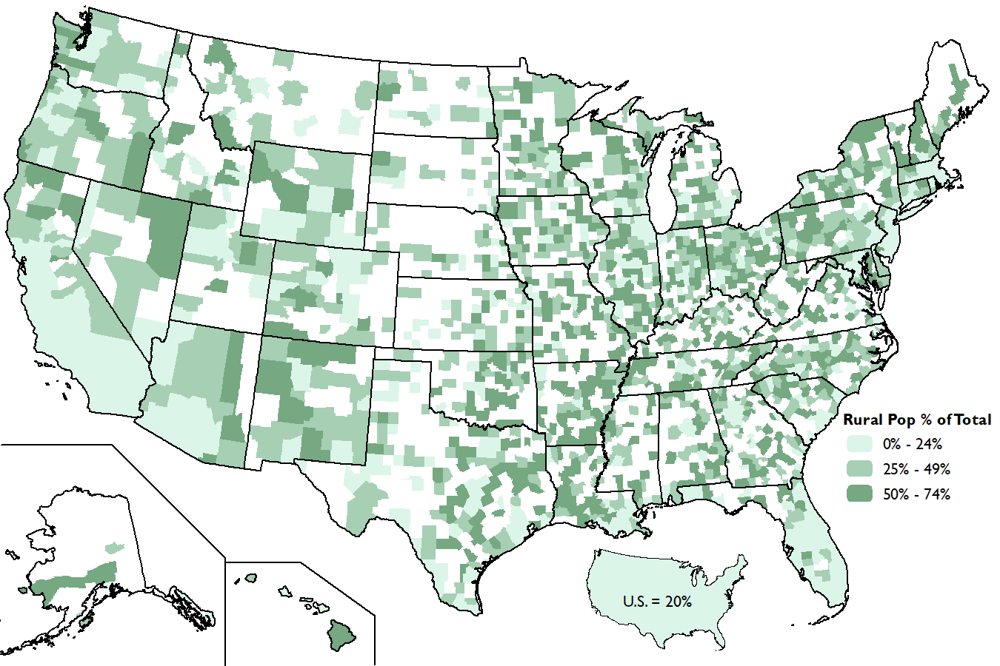 Rural Pop % of Total
0% - 24%
25% - 49%
50% - 74%
U.S. = 20%